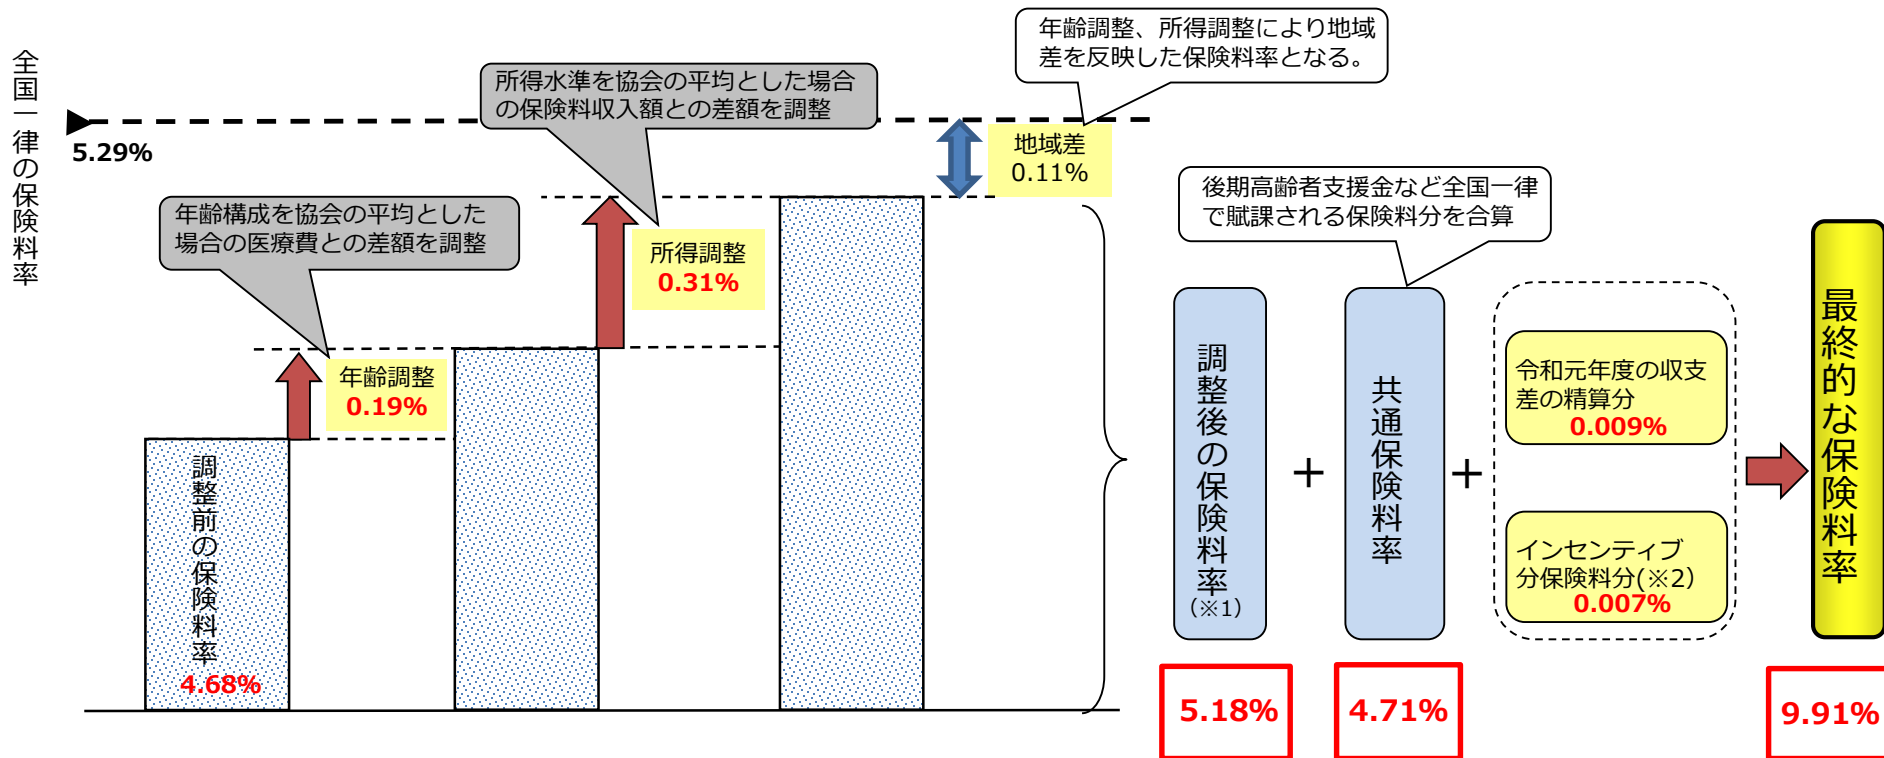 全国一律の保険料率
5.29%
年齢調整、所得調整により地域
差を反映した保険料率となる。
所得水準を協会の平均とした場合
の保険料収入額との差額を調整
地域差
0.11%
年齢構成を協会の平均とした
場合の医療費との差額を調整
所得調整
0.31%
年齢調整
0.19%
調整前の保険料率
4.68%
後期高齢者支援金など全国一律
で賦課される保険料分を合算
調整後の保険料率
(※1)
5.18%
+
共通保険料率
4.71%
+
令和元年度の収支
差の精算分
0.009%
インセンティブ
分保険料分(※2)
0.007%
最終的な保険料率
9.91%